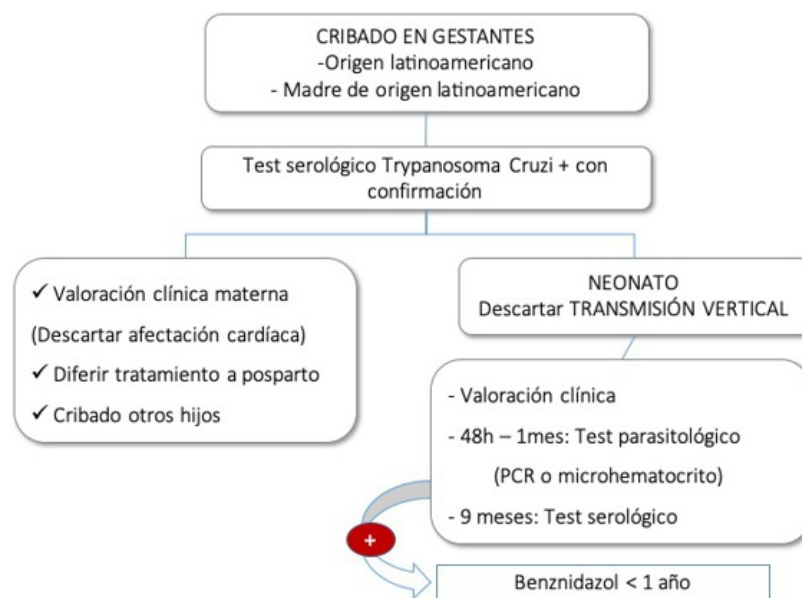 CRIBADO EN GESTANTES
-Origen latinoamericano
- Madre de origen latinoamericano
Test serológico Trypanosoma Cruzi + con
confirmación
✓ Valoración clínica materna
(Descartar afectación cardíaca)
✓ Diferir tratamiento a posparto
✓ Cribado otros hijos
NEONATO
Descartar TRANSMISIÓN VERTICAL
- Valoración clínica
- 48h – 1mes: Test parasitológico
(PCR o microhematocrito)
- 9 meses: Test serológico
+
Benznidazol < 1 año